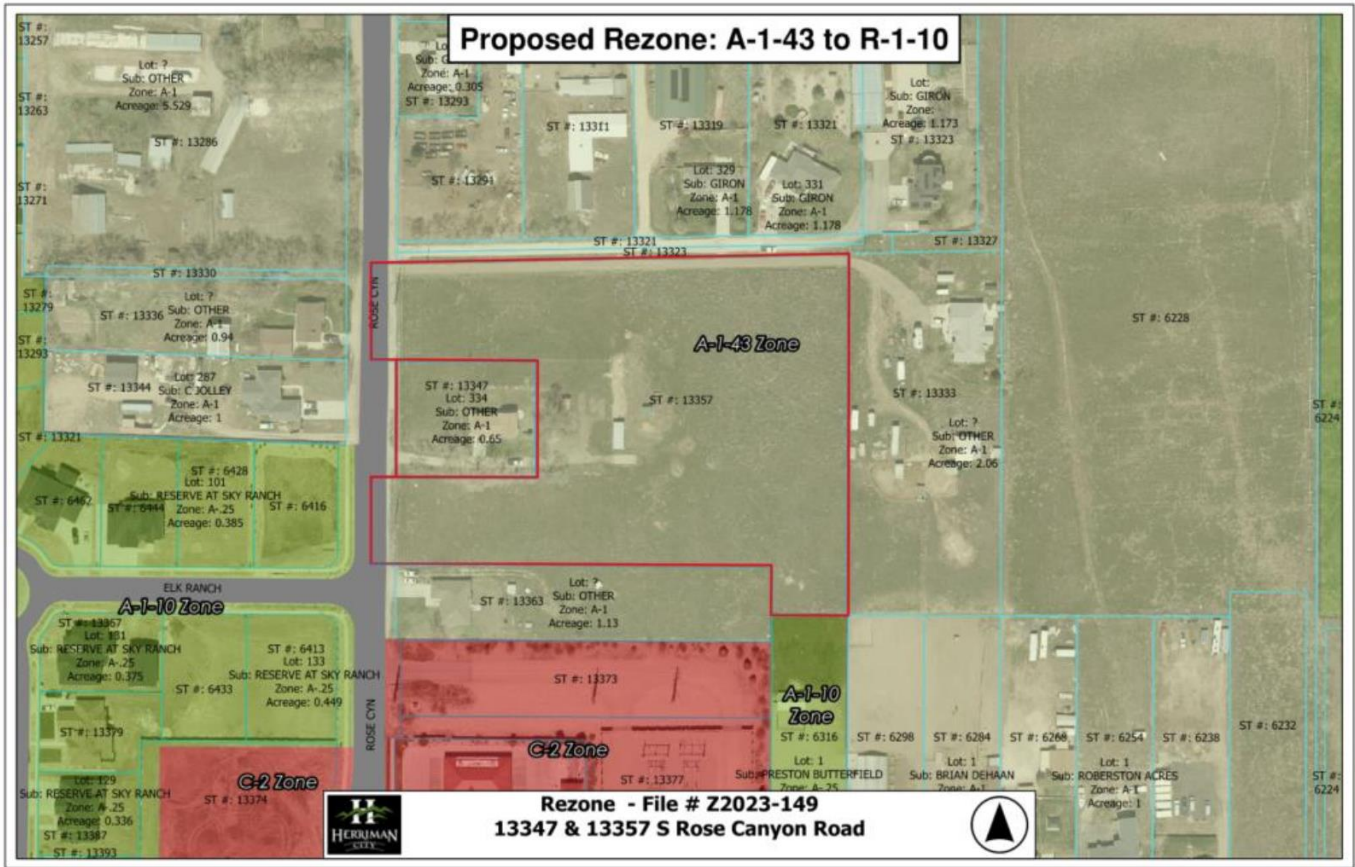 Proposed Rezone: A-1-43 to R-1-10
ST #:
13257
Lot: ?
Sub: OTHER
Zone: A-1
Acreage: 5.529
ST #:
13263
ST #: 13286
ST #:
13271
Zone: A-1
Acreage: 0.305
ST #: 13293
ST #: 13291
ST #: 13311
ST #: 13319
Lot: 329
Sub: GIRON
Zone: A-1
Acreage: 1.178
ST #: 13321
Lot: 331
Sub: GIRON
Zone: A-1
Acreage: 1.178
Lot:
Sub: GIRON
Zone:
Acreage: 1.173
ST #: 13323
ST #: 13321
ST #: 13323
ST #: 13327
ST #: 13330
ST #:
13279
ST #: 13336
Lot: ?
Sub: OTHER
Zone: A-1
Acreage: 0.94
ST #:
13293
ST #: 13344
Lot: 287
Sub: C JOLLEY
Zone: A-1
Acreage: 1
ROSE CYN
A-1-43 Zone
ST #: 13347
Lot: 334
Sub: OTHER
Zone: A-1
Acreage: 0.65
ST #: 13357
ST #: 13333
Lot: ?
Sub: OTHER
Zone: A-1
Acreage: 2.06
ST #: 6228
ST #:
6224
ST #: 13321
ST #: 6462
ST #: 6444
ST #: 6428
Lot: 101
Sub: RESERVE AT SKY RANCH
Zone: A-.25
Acreage: 0.385
ST #: 6416
ELK RANCH
A-1-10 Zone
ST #: 13363
Lot: ?
Sub: OTHER
Zone: A-1
Acreage: 1.13
ST #: 13367
Lot: 131
Sub: RESERVE AT SKY RANCH
Zone: A-.25
Acreage: 0.375
ST #: 6433
ST #: 6413
Lot: 133
Sub: RESERVE AT SKY RANCH
Zone: A-.25
Acreage: 0.449
ST #: 13379
ROSE CYN
ST #: 13373
C-2 Zone
ST #: 13377
A-1-10
Zone
ST #: 6316
Lot: 1
Sub: PRESTON BUTTERFIELD
Zone: A-.25
ST #: 6298
ST #: 6284
Lot: 1
Sub: BRIAN DEHAAN
Zone: A-1
ST #: 6268
ST #: 6254
ST #: 6238
Lot: 1
Sub: ROBERSTON ACRES
Zone: A-1
Acreage: 1
ST #: 6232
ST #:
6224
C-2 Zone
ST #: 13374
Lot: 129
Sub: RESERVE AT SKY RANCH
Zone: A-.25
Acreage: 0.336
ST #: 13387
ST #: 13393
HERRIMAN
CITY
Rezone - File # Z2023-149
13347 & 13357 S Rose Canyon Road